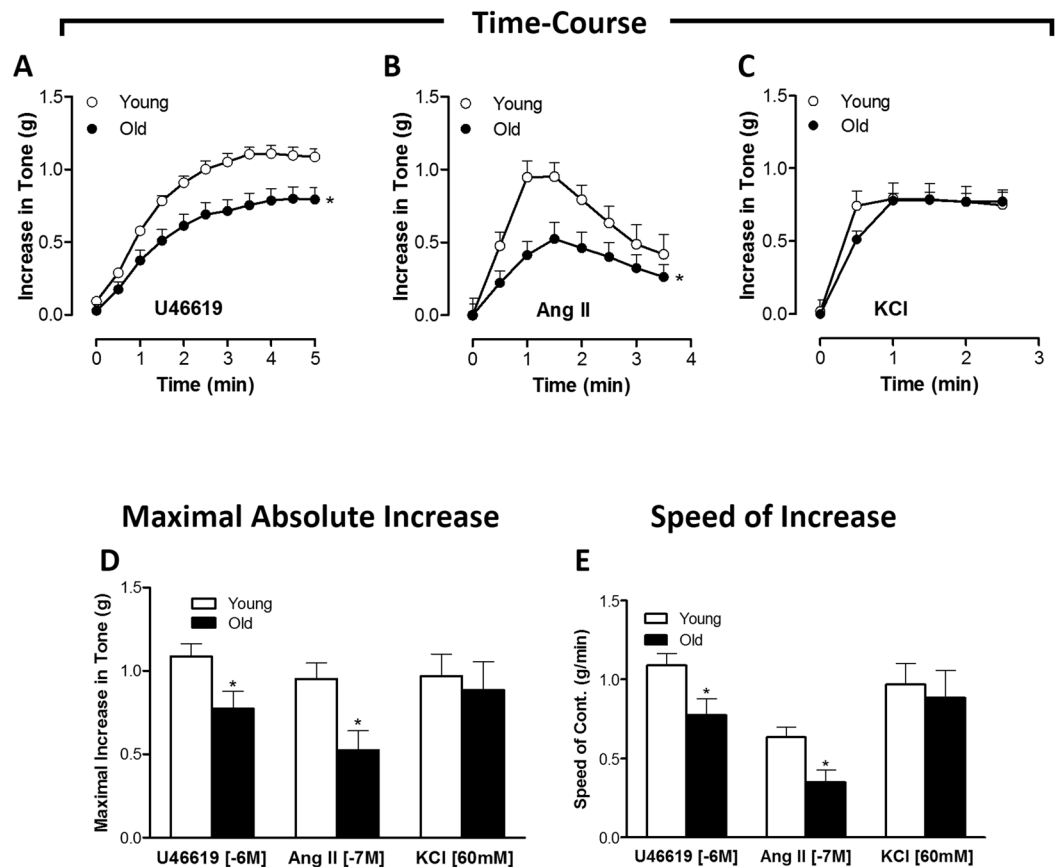 Time-Course
A
B
C
Increase in Tone (g)
1.5
1.0
0.5
0.0
Young
Old
*
U46619
0 1 2 3 4 5
Time (min)
Increase in Tone (g)
1.5
1.0
0.5
0.0
Young
Old
*
Ang II
0 1 2 3 4
Time (min)
Increase in Tone (g)
1.5
1.0
0.5
0.0
Young
Old
KCl
0 1 2 3
Time (min)
Maximal Absolute Increase
D
Maximal Increase in Tone (g)
1.5
1.0
0.5
0.0
Young
Old
*
*
U46619 [-6M] Ang II [-7M] KCl [60mM]
Speed of Increase
E
Speed of Cont. (g/min)
1.5
1.0
0.5
0.0
Young
Old
*
*
U46619 [-6M] Ang II [-7M] KCl [60mM]